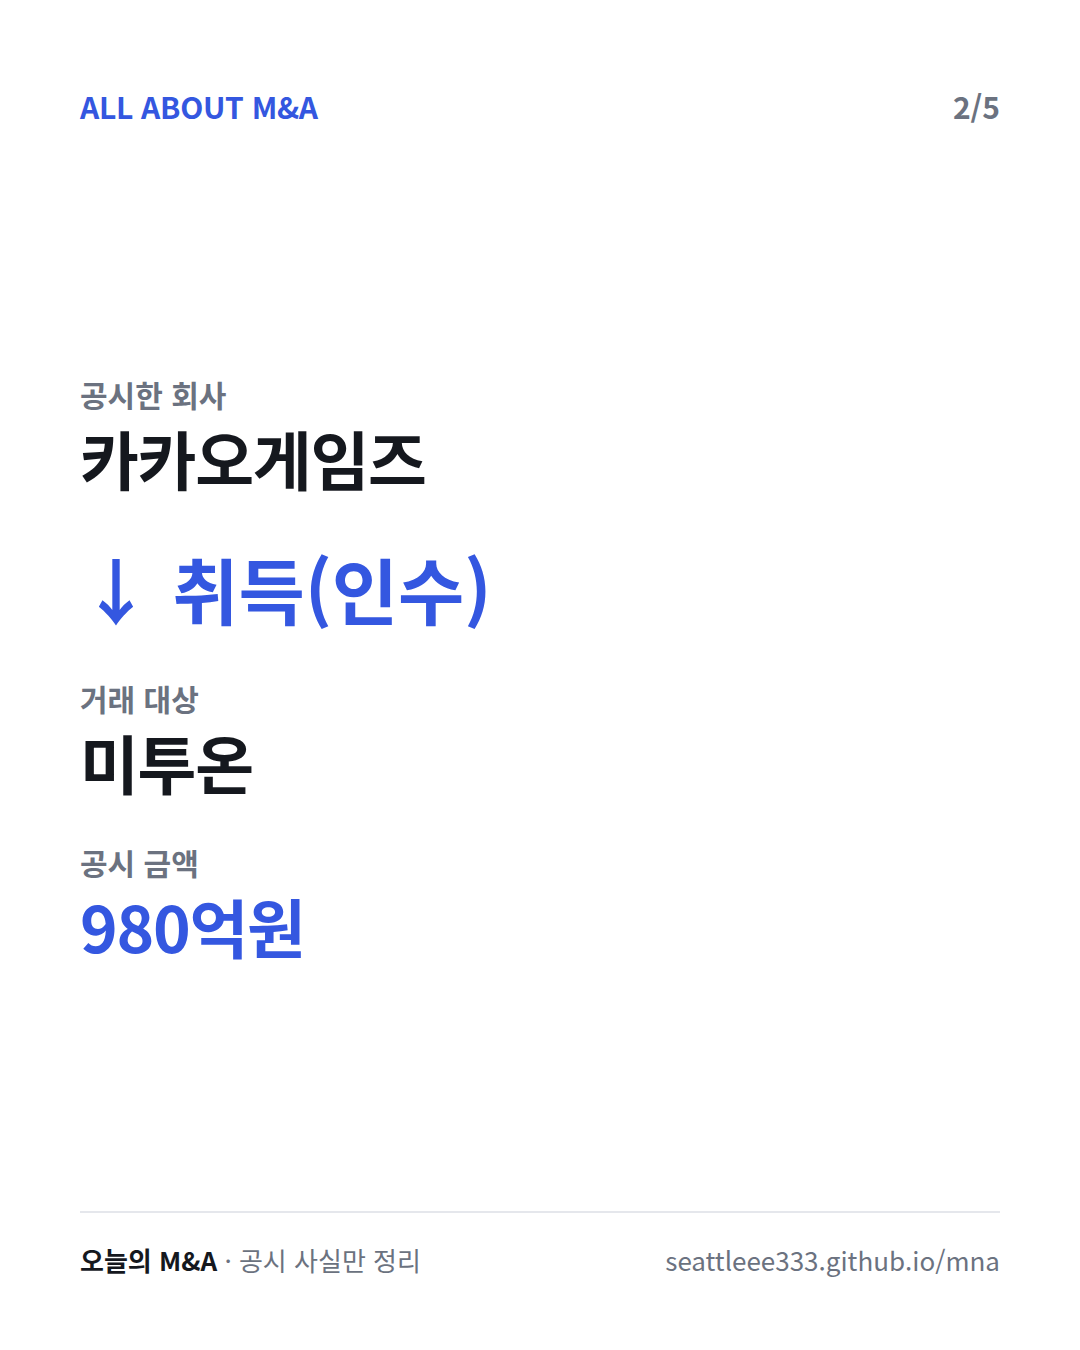 ALL ABOUT M&A
2/5
공시한 회사
카카오게임즈
↓ 취득(인수)
거래 대상
미투온
공시 금액
980억원
오늘의 M&A · 공시 사실만 정리
seattleee333.github.io/mna